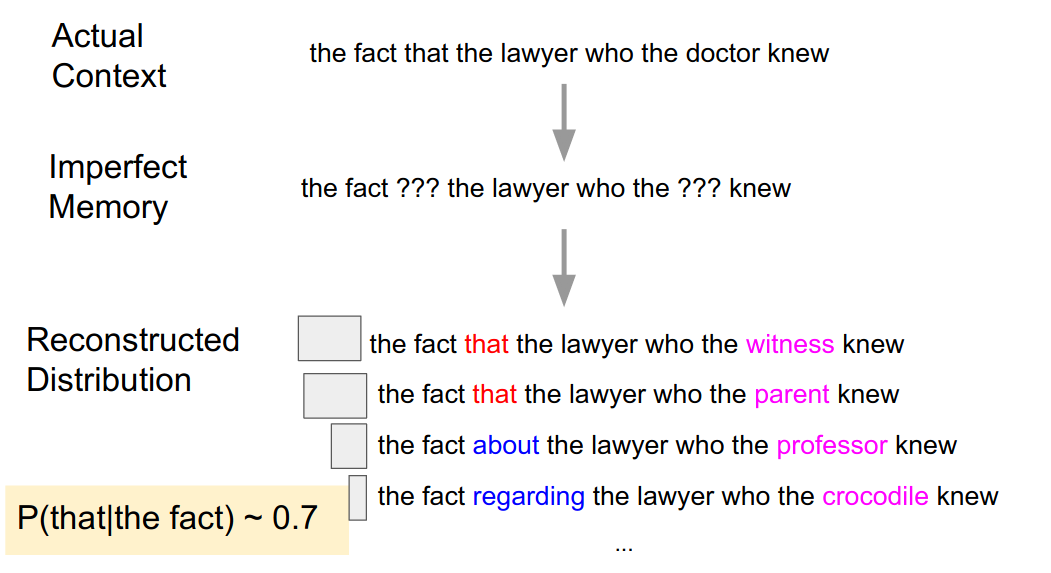 Actual
Context
the fact that the lawyer who the doctor knew
Imperfect
Memory
the fact ??? the lawyer who the ??? knew
Reconstructed
Distribution
the fact that the lawyer who the witness knew
the fact that the lawyer who the parent knew
the fact about the lawyer who the professor knew
the fact regarding the lawyer who the crocodile knew
P(that|the fact) ~ 0.7
...